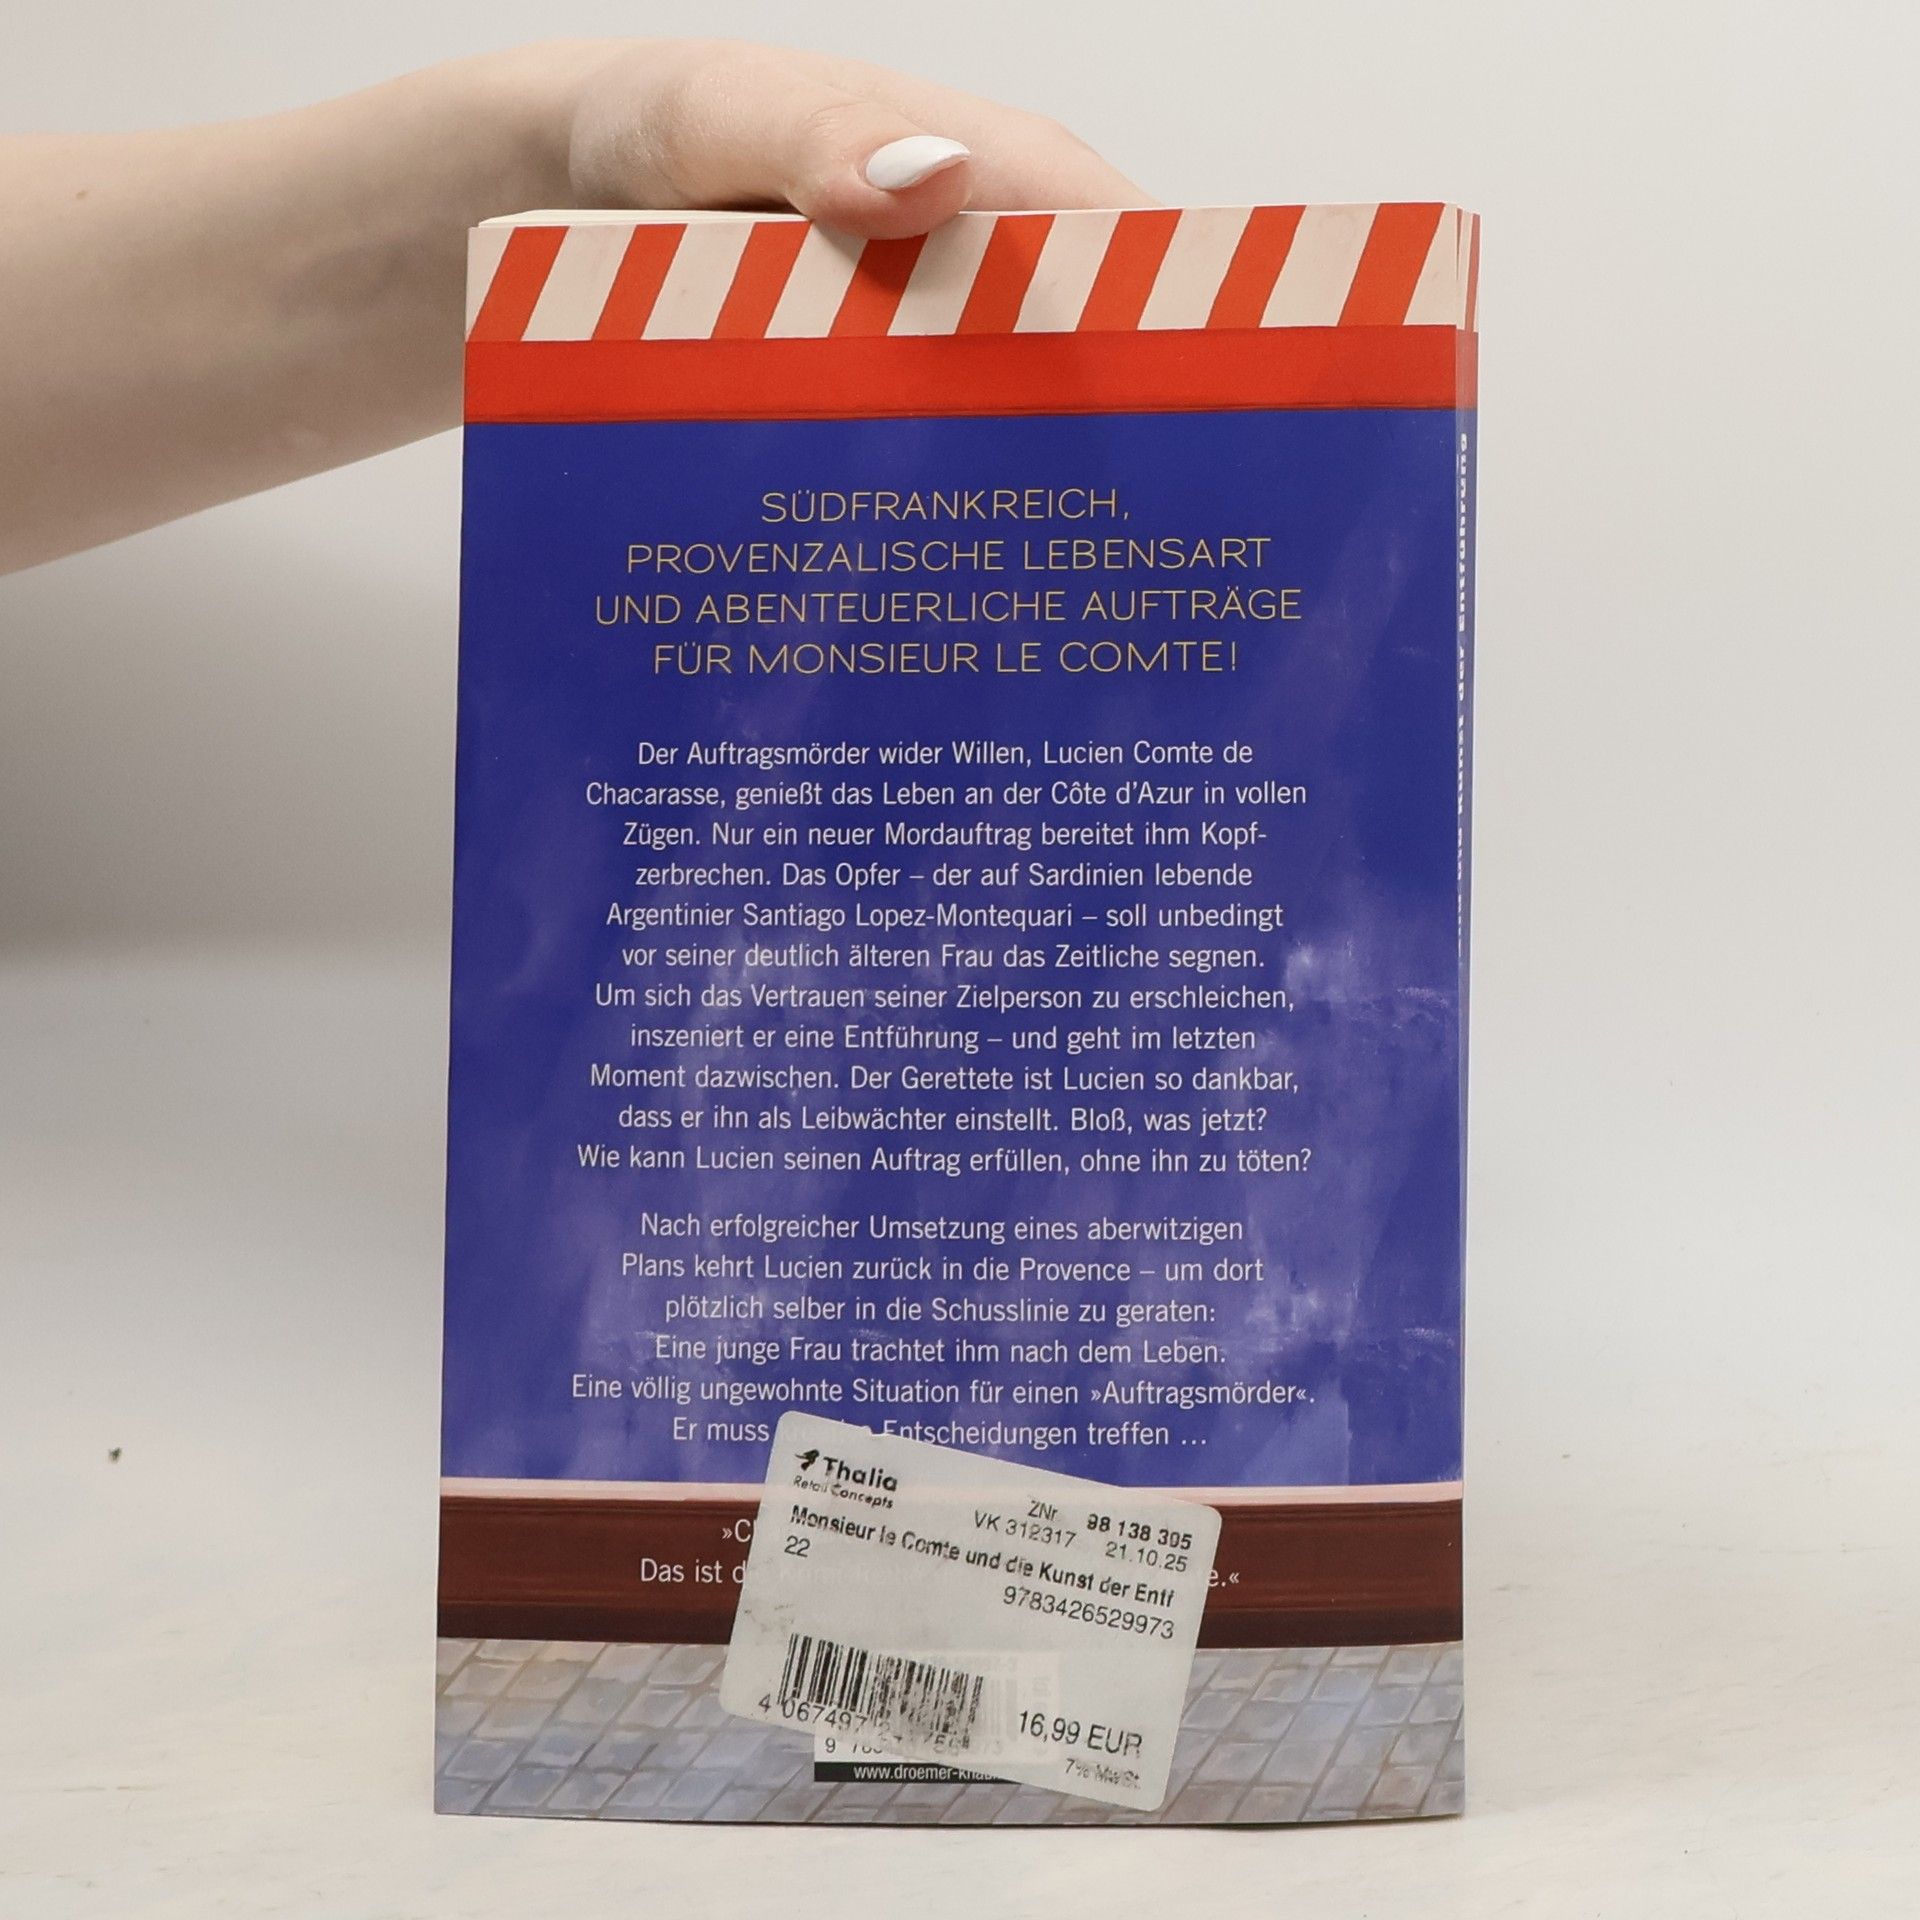 SÜDFRANKREICH,
PROVENZALISCHE LEBENSART
UND ABENTEUERLICHE AUFTRÄGE
FÜR MONSIEUR LE COMTE!
Der Auftragsmörder wider Willen, Lucien Comte de
Chacarasse, genießt das Leben an der Côte d'Azur in vollen
Zügen. Nur ein neuer Mordauftrag bereitet ihm Kopf-
zerbrechen. Das Opfer – der auf Sardinien lebende
Argentinier Santiago Lopez-Montequari – soll unbedingt
vor seiner deutlich älteren Frau das Zeitliche segnen.
Um sich das Vertrauen seiner Zielperson zu erschleichen,
inszeniert er eine Entführung – und geht im letzten
Moment dazwischen. Der Gerettete ist Lucien so dankbar,
dass er ihn als Leibwächter einstellt. Bloß, was jetzt?
Wie kann Lucien seinen Auftrag erfüllen, ohne ihn zu töten?
Nach erfolgreicher Umsetzung eines aberwitzigen
Plans kehrt Lucien zurück in die Provence – um dort
plötzlich selber in die Schusslinie zu geraten:
Eine junge Frau trachtet ihm nach dem Leben.
Eine völlig ungewohnte Situation für einen »Auftragsmörder«.
Er muss Entscheidungen treffen ...
Das ist
Thalia
Retail Concepts
ZNr. 98 138 395
VK 312317 21.10.25
Monsieur le Comte und die Kunst der Entf
22
9783426529973
4 067497
16,99 EUR
7% MwSt.
der Entführung